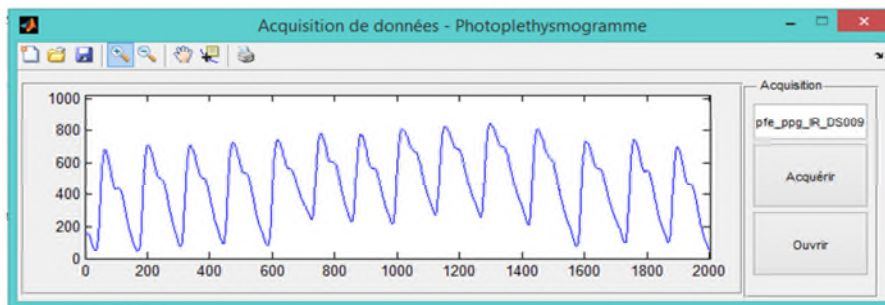 Acquisition de données - Photoplethysmogramme
Acquisition
pfe_ppg_IR_DS009
Acquérir
Ouvrir
1000
800
600
400
200
0
0 200 400 600 800 1000 1200 1400 1600 1800 2000